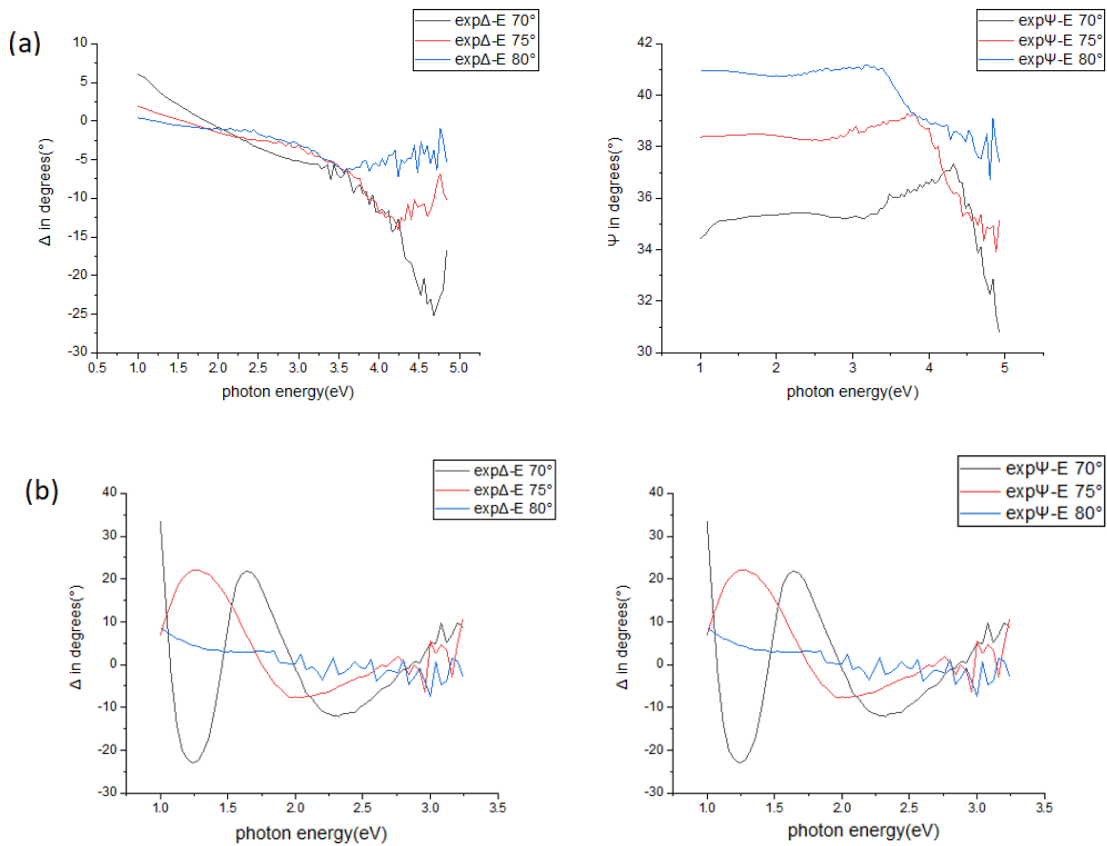 (a)
expΔ-E 70°
expΔ-E 75°
expΔ-E 80°
10
5
0
-5
-10
-15
-20
-25
-30
Δ in degrees(°)
0.5 1.0 1.5 2.0 2.5 3.0 3.5 4.0 4.5 5.0
photon energy(eV)
expΨ-E 70°
expΨ-E 75°
expΨ-E 80°
42
40
38
36
34
32
30
Ψ in degrees(°)
1 2 3 4 5
photon energy(eV)
(b)
expΔ-E 70°
expΔ-E 75°
expΔ-E 80°
40
30
20
10
0
-10
-20
-30
Δ in degrees(°)
1.0 1.5 2.0 2.5 3.0 3.5
photon energy(eV)
expΨ-E 70°
expΨ-E 75°
expΨ-E 80°
40
30
20
10
0
-10
-20
-30
Δ in degrees(°)
1.0 1.5 2.0 2.5 3.0 3.5
photon energy(eV)